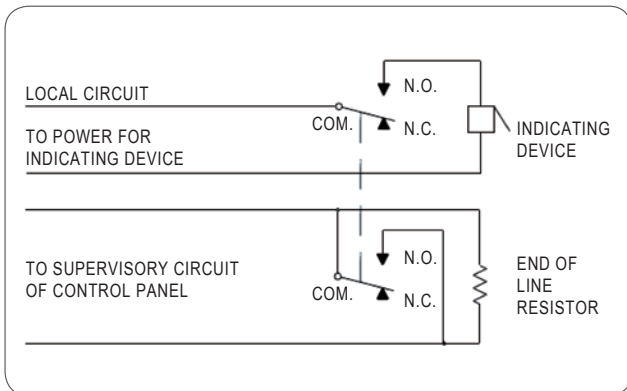 LOCAL CIRCUIT
TO POWER FOR
INDICATING DEVICE
COM.
N.O.
N.C.
INDICATING
DEVICE
TO SUPERVISORY CIRCUIT
OF CONTROL PANEL
COM.
N.O.
N.C.
END OF
LINE
RESISTOR